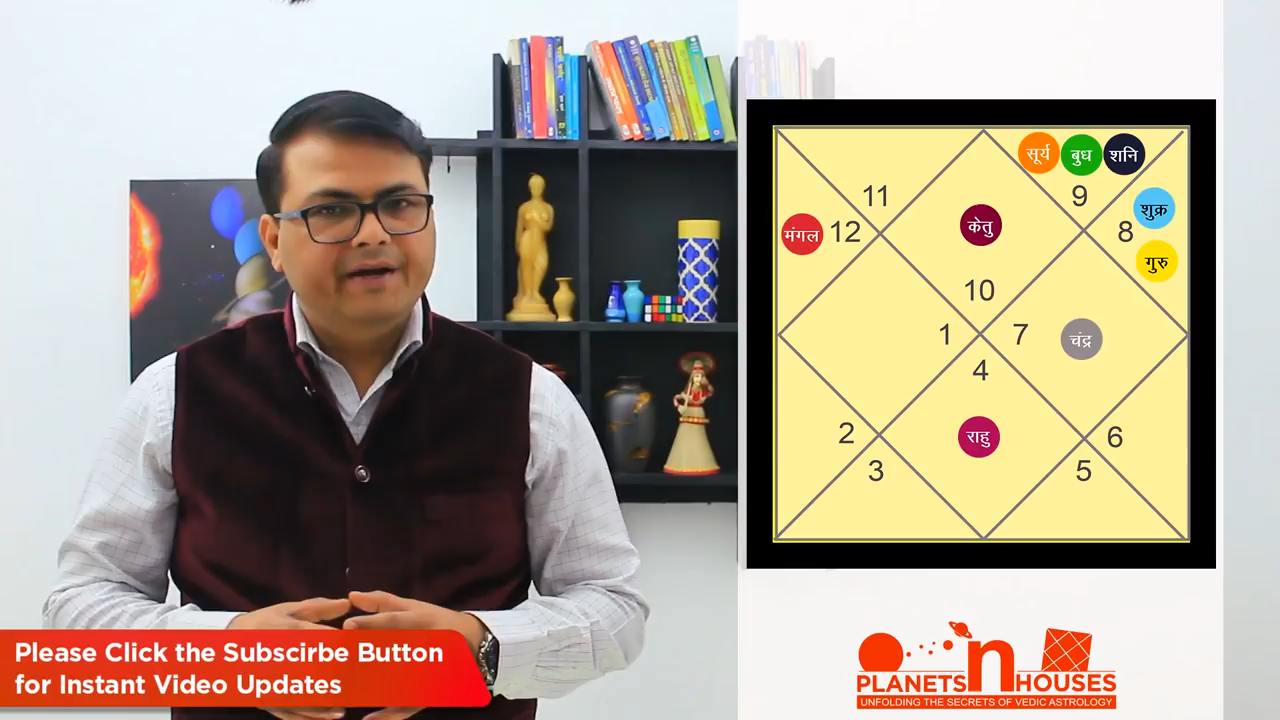 सूर्य
बुध
शनि
11
9
शुक्र
मंगल
12
केतु
8
गुरु
10
1
7
चंद्र
4
2
राहु
6
3
5
Please Click the Subscirbe Button
for Instant Video Updates
PLANETS n HOUSES
UNFOLDING THE SECRETS OF VEDIC ASTROLOGY